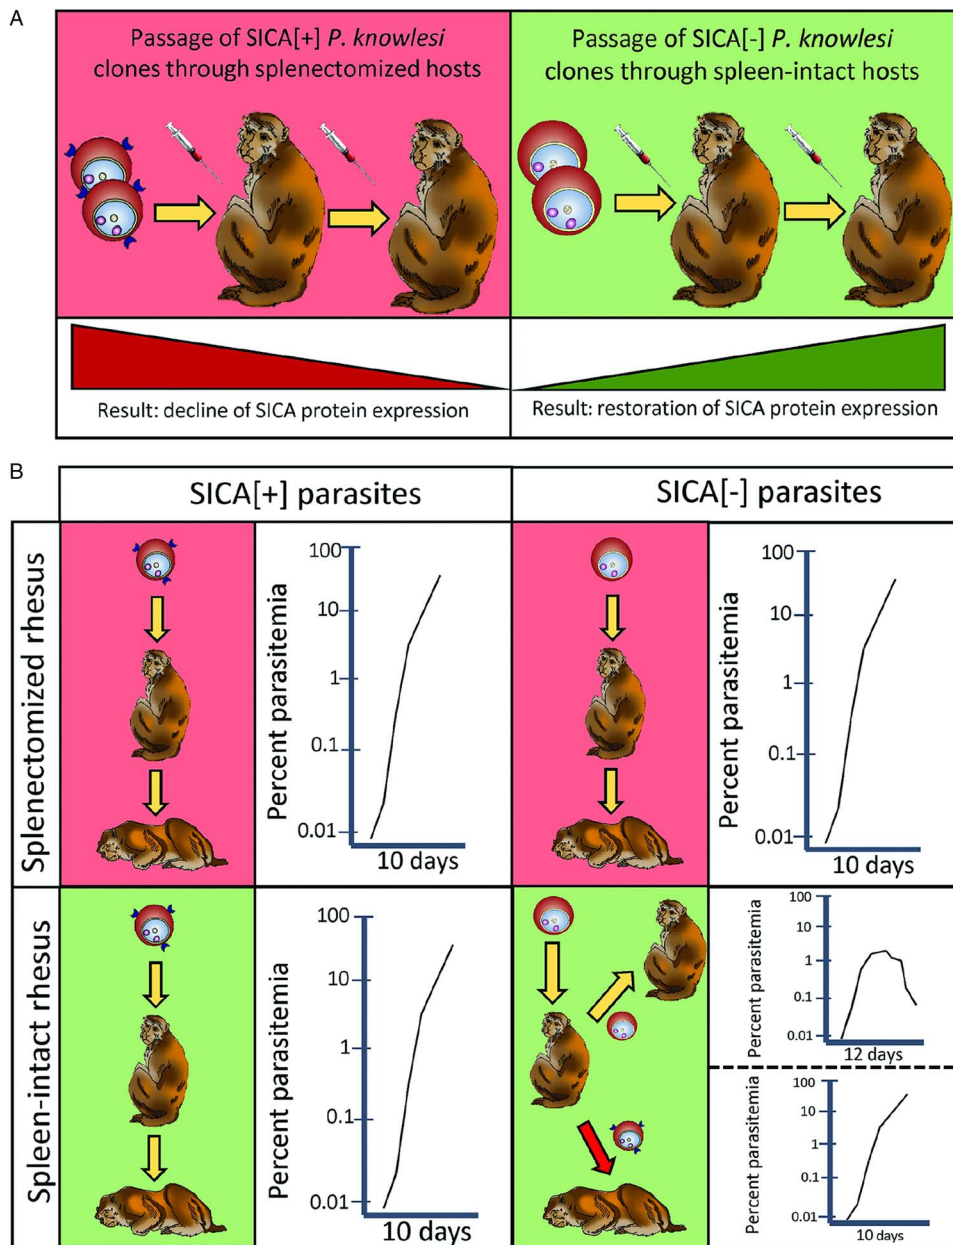 A
Passage of SICA[+] P. knowlesi
clones through splenectomized hosts
Passage of SICA[-] P. knowlesi
clones through spleen-intact hosts
Result: decline of SICA protein expression
Result: restoration of SICA protein expression
B
SICA[+] parasites
SICA[-] parasites
Splenectomized rhesus
Percent parasitemia
100
10
1
0.1
0.01
10 days
Percent parasitemia
100
10
1
0.1
0.01
10 days
Spleen-intact rhesus
Percent parasitemia
100
10
1
0.1
0.01
10 days
Percent parasitemia
100
10
1
0.1
0.01
12 days
Percent parasitemia
100
10
1
0.1
0.01
10 days